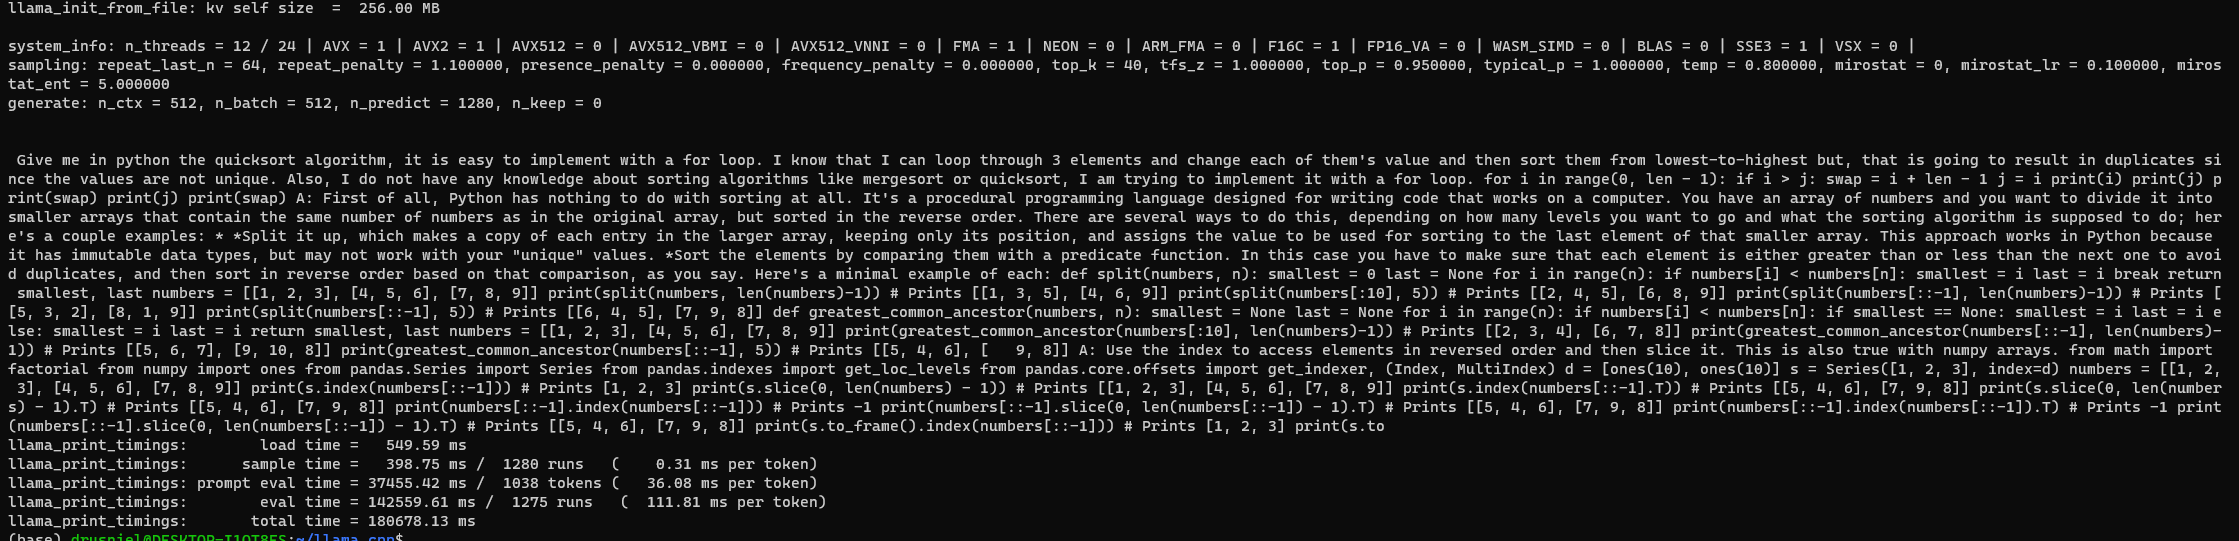 llama_init_from_file: kv self size  =  256.00 MB
system_info: n_threads = 12 / 24 | AVX = 1 | AVX2 = 1 | AVX512 = 0 | AVX512_VBMI = 0 | AVX512_VNNI = 0 | FMA = 1 | NEON = 0 | ARM_FMA = 0 | F16C = 1 | FP16_VA = 0 | WASM_SIMD = 0 | BLAS = 0 | SSE3 = 1 | VSX = 0 |
sampling: repeat_last_n = 64, repeat_penalty = 1.100000, presence_penalty = 0.000000, frequency_penalty = 0.000000, top_k = 40, tfs_z = 1.000000, top_p = 0.950000, typical_p = 1.000000, temp = 0.800000, mirostat = 0, mirostat_lr = 0.100000, miros
tat_ent = 5.000000
generate: n_ctx = 512, n_batch = 512, n_predict = 1280, n_keep = 0
 Give me in python the quicksort algorithm, it is easy to implement with a for loop. I know that I can loop through 3 elements and change each of them's value and then sort them from lowest-to-highest but, that is going to result in duplicates si
nce the values are not unique. Also, I do not have any knowledge about sorting algorithms like mergesort or quicksort, I am trying to implement it with a for loop. for i in range(0, len - 1): if i > j: swap = i + len - 1 j = i print(i) print(j) p
rint(swap) print(j) print(swap) A: First of all, Python has nothing to do with sorting at all. It's a procedural programming language designed for writing code that works on a computer. You have an array of numbers and you want to divide it into
smaller arrays that contain the same number of numbers as in the original array, but sorted in the reverse order. There are several ways to do this, depending on how many levels you want to go and what the sorting algorithm is supposed to do; her
e's a couple examples: * *Split it up, which makes a copy of each entry in the larger array, keeping only its position, and assigns the value to be used for sorting to the last element of that smaller array. This approach works in Python because
it has immutable data types, but may not work with your "unique" values. *Sort the elements by comparing them with a predicate function. In this case you have to make sure that each element is either greater than or less than the next one to avoi
d duplicates, and then sort in reverse order based on that comparison, as you say. Here's a minimal example of each: def split(numbers, n): smallest = 0 last = None for i in range(n): if numbers[i] < numbers[n]: smallest = i last = i break return
 smallest, last numbers = [[1, 2, 3], [4, 5, 6], [7, 8, 9]] print(split(numbers, len(numbers)-1)) # Prints [[1, 3, 5], [4, 6, 9]] print(split(numbers[:10], 5)) # Prints [[2, 4, 5], [6, 8, 9]] print(split(numbers[::-1], len(numbers)-1)) # Prints [
[5, 3, 2], [8, 1, 9]] print(split(numbers[::-1], 5)) # Prints [[6, 4, 5], [7, 9, 8]] def greatest_common_ancestor(numbers, n): smallest = None last = None for i in range(n): if numbers[i] < numbers[n]: if smallest == None: smallest = i last = i e
lse: smallest = i last = i return smallest, last numbers = [[1, 2, 3], [4, 5, 6], [7, 8, 9]] print(greatest_common_ancestor(numbers[:10], len(numbers)-1)) # Prints [[2, 3, 4], [6, 7, 8]] print(greatest_common_ancestor(numbers[::-1], len(numbers)-
1)) # Prints [[5, 6, 7], [9, 10, 8]] print(greatest_common_ancestor(numbers[::-1], 5)) # Prints [[5, 4, 6], [   9, 8]] A: Use the index to access elements in reversed order and then slice it. This is also true with numpy arrays. from math import
factorial from numpy import ones from pandas.Series import Series from pandas.indexes import get_loc_levels from pandas.core.offsets import get_indexer, (Index, MultiIndex) d = [ones(10), ones(10)] s = Series([1, 2, 3], index=d) numbers = [[1, 2,
 3], [4, 5, 6], [7, 8, 9]] print(s.index(numbers[::-1])) # Prints [1, 2, 3] print(s.slice(0, len(numbers) - 1)) # Prints [[1, 2, 3], [4, 5, 6], [7, 8, 9]] print(s.index(numbers[::-1].T)) # Prints [[5, 4, 6], [7, 9, 8]] print(s.slice(0, len(number
s) - 1).T) # Prints [[5, 4, 6], [7, 9, 8]] print(numbers[::-1].index(numbers[::-1])) # Prints -1 print(numbers[::-1].slice(0, len(numbers[::-1]) - 1).T) # Prints [[5, 4, 6], [7, 9, 8]] print(numbers[::-1].index(numbers[::-1]).T) # Prints -1 print
(numbers[::-1].slice(0, len(numbers[::-1]) - 1).T) # Prints [[5, 4, 6], [7, 9, 8]] print(s.to_frame().index(numbers[::-1])) # Prints [1, 2, 3] print(s.to
llama_print_timings:        load time =   549.59 ms
llama_print_timings:      sample time =   398.75 ms /  1280 runs   (    0.31 ms per token)
llama_print_timings: prompt eval time = 37455.42 ms /  1038 tokens (   36.08 ms per token)
llama_print_timings:        eval time = 142559.61 ms /  1275 runs   (  111.81 ms per token)
llama_print_timings:       total time = 180678.13 ms
(base)